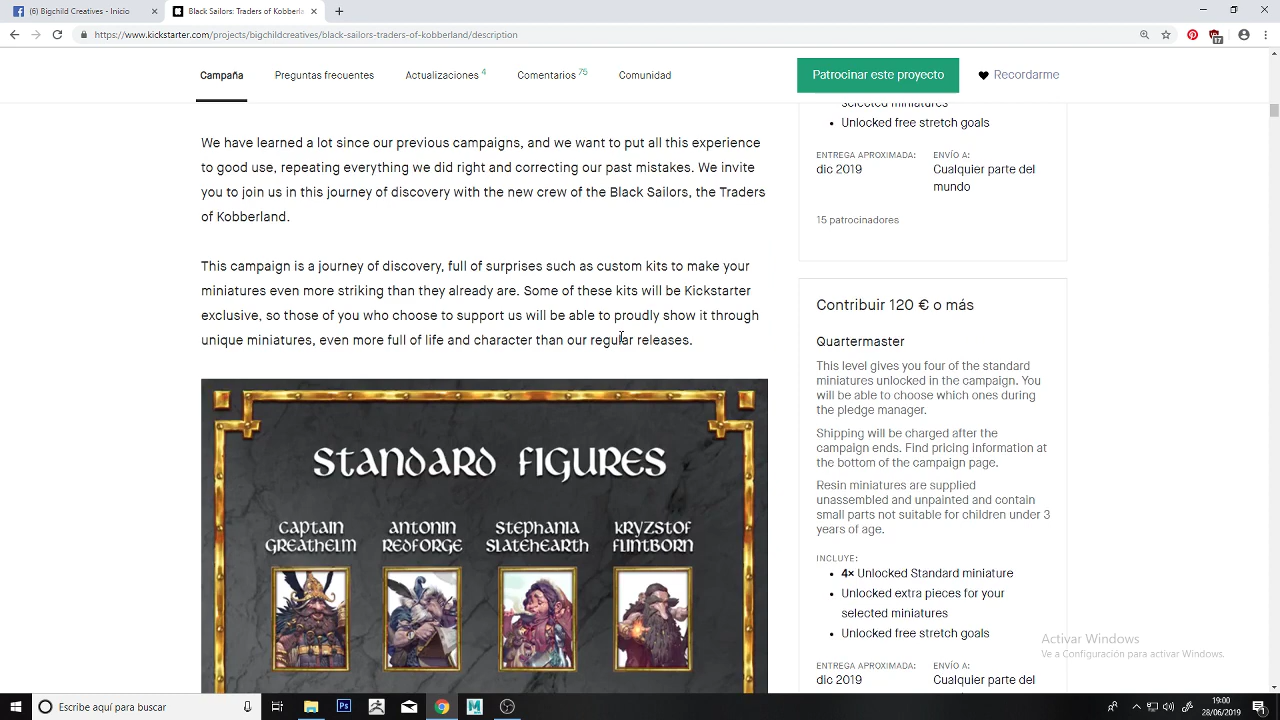 (6) Bigchild Creatives - Inicio
Black Sailors: Traders of Kobberla
https://www.kickstarter.com/projects/bigchildcreatives/black-sailors-traders-of-kobberland/description
17
Campaña
Preguntas frecuentes
Actualizaciones 4
Comentarios 75
Comunidad
Patrocinar este proyecto
Recordarme
We have learned a lot since our previous campaigns, and we want to put all this experience
to good use, repeating everything we did right and correcting our past mistakes. We invite
you to join us in this journey of discovery with the new crew of the Black Sailors, the Traders
of Kobberland.
This campaign is a journey of discovery, full of surprises such as custom kits to make your
miniatures even more striking than they already are. Some of these kits will be Kickstarter
exclusive, so those of you who choose to support us will be able to proudly show it through
unique miniatures, even more full of life and character than our regular releases.
STANDARD FIGURES
CAPTAIN
GREATHELM
ANTONIN
REDFORGE
STEPHANIA
SLATEHEARTH
KRYZSTOF
FLINTBORN
selected miniatures
• Unlocked free stretch goals
ENTREGA APROXIMADA:
dic 2019
ENVÍO A:
Cualquier parte del
mundo
15 patrocinadores
Contribuir 120 € o más
Quartermaster
This level gives you four of the standard
miniatures unlocked in the campaign. You
will be able to choose which ones during
the pledge manager.
Shipping will be charged after the
campaign ends. Find pricing information at
the bottom of the campaign page.
Resin miniatures are supplied
unassembled and unpainted and contain
small parts not suitable for children under 3
years of age.
INCLUYE:
• 4× Unlocked Standard miniature
• Unlocked extra pieces for your
selected miniatures
• Unlocked free stretch goals
ENTREGA APROXIMADA:
dic 2019
ENVÍO A:
Cualquier parte del
Activar Windows
Ve a Configuración para activar Windows.
Escribe aquí para buscar
19:00
28/06/2019